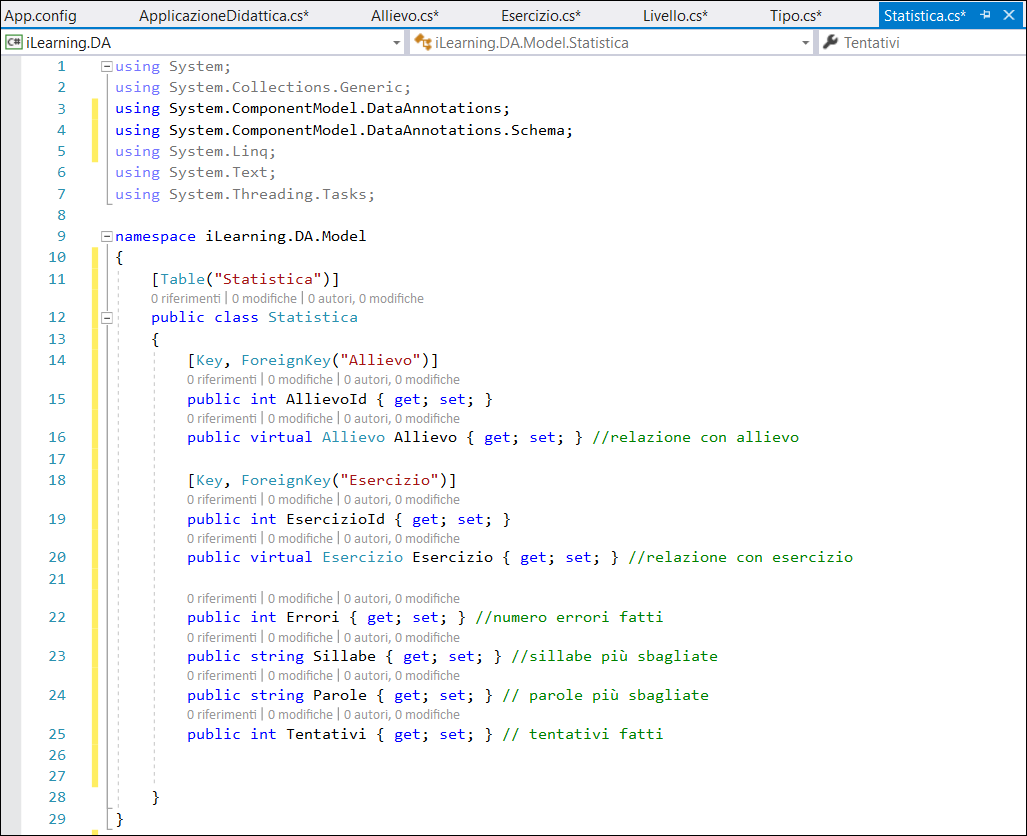 App.config ApplicazioneDidattica.cs* Allievo.cs* Esercizio.cs* Livello.cs* Tipo.cs* Statistica.cs*
C# iLearning.DA iLearning.DA.Model.Statistica Tentativi
1 using System;
2 using System.Collections.Generic;
3 using System.ComponentModel.DataAnnotations;
4 using System.ComponentModel.DataAnnotations.Schema;
5 using System.Linq;
6 using System.Text;
7 using System.Threading.Tasks;
8
9 namespace iLearning.DA.Model
10 {
11 [Table("Statistica")]
0 riferimenti | 0 modifiche | 0 autori, 0 modifiche
12 public class Statistica
13 {
14 [Key, ForeignKey("Allievo")]
0 riferimenti | 0 modifiche | 0 autori, 0 modifiche
15 public int AllievoId { get; set; }
0 riferimenti | 0 modifiche | 0 autori, 0 modifiche
16 public virtual Allievo Allievo { get; set; } //relazione con allievo
17
18 [Key, ForeignKey("Esercizio")]
0 riferimenti | 0 modifiche | 0 autori, 0 modifiche
19 public int EsercizioId { get; set; }
0 riferimenti | 0 modifiche | 0 autori, 0 modifiche
20 public virtual Esercizio Esercizio { get; set; } //relazione con esercizio
21
0 riferimenti | 0 modifiche | 0 autori, 0 modifiche
22 public int Errori { get; set; } //numero errori fatti
0 riferimenti | 0 modifiche | 0 autori, 0 modifiche
23 public string Sillabe { get; set; } //sillabe più sbagliate
0 riferimenti | 0 modifiche | 0 autori, 0 modifiche
24 public string Parole { get; set; } // parole più sbagliate
0 riferimenti | 0 modifiche | 0 autori, 0 modifiche
25 public int Tentativi { get; set; } // tentativi fatti
26
27
28 }
29 }